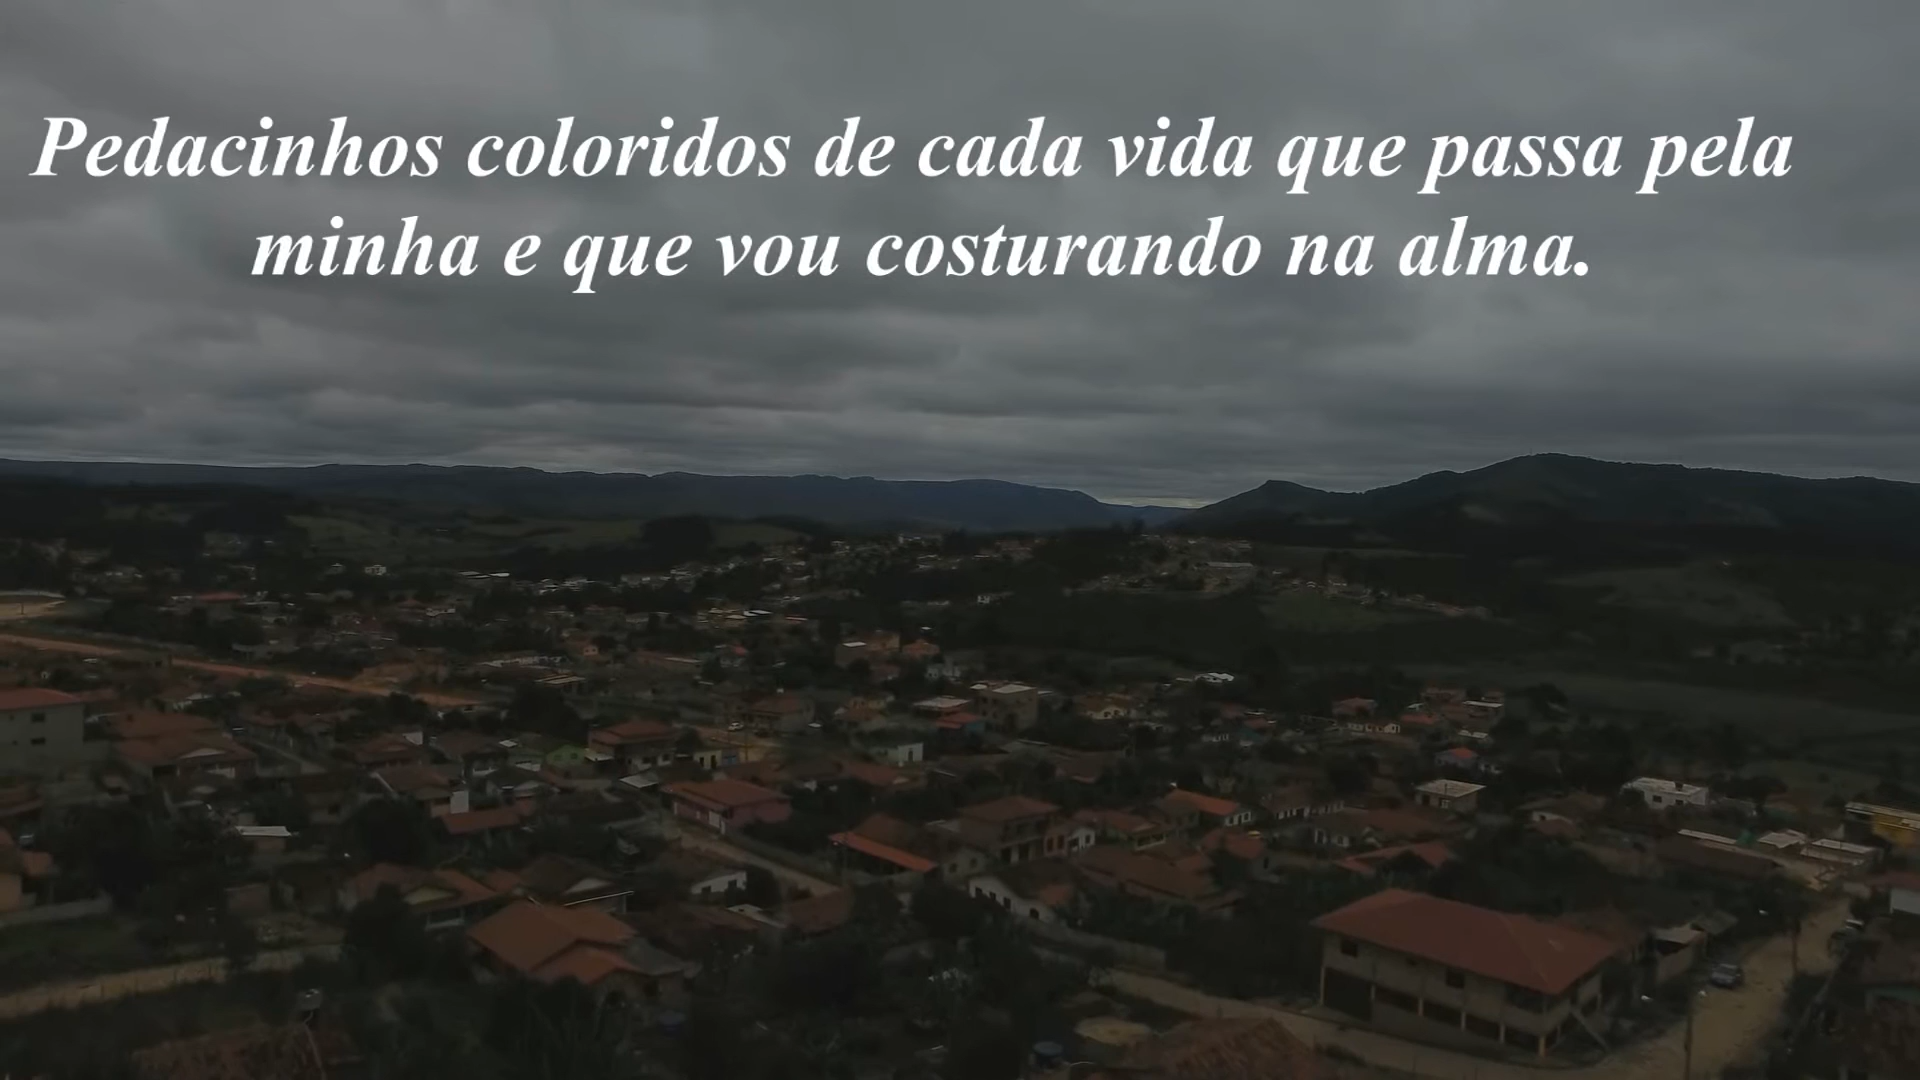 Pedacinhos coloridos de cada vida que passa pela
minha e que vou costurando na alma.